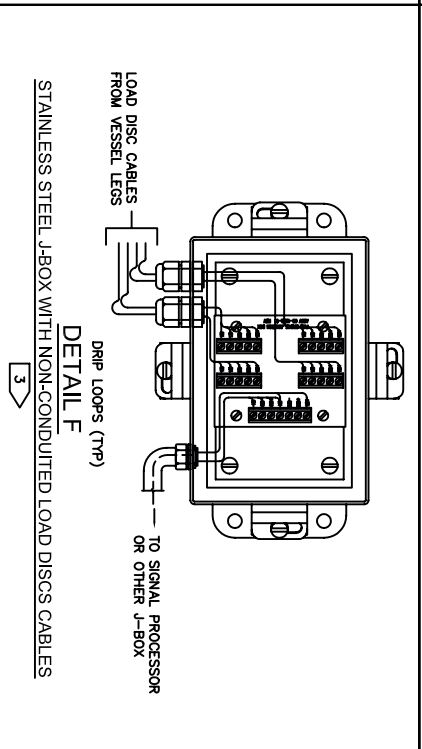 LOAD DISC CABLES
FROM VESSEL LEGS
TO SIGNAL PROCESSOR
OR OTHER J-BOX
DRIP LOOPS (TYP)
DETAIL F
STAINLESS STEEL J-BOX WITH NON-CONDUITED LOAD DISCS CABLES
3